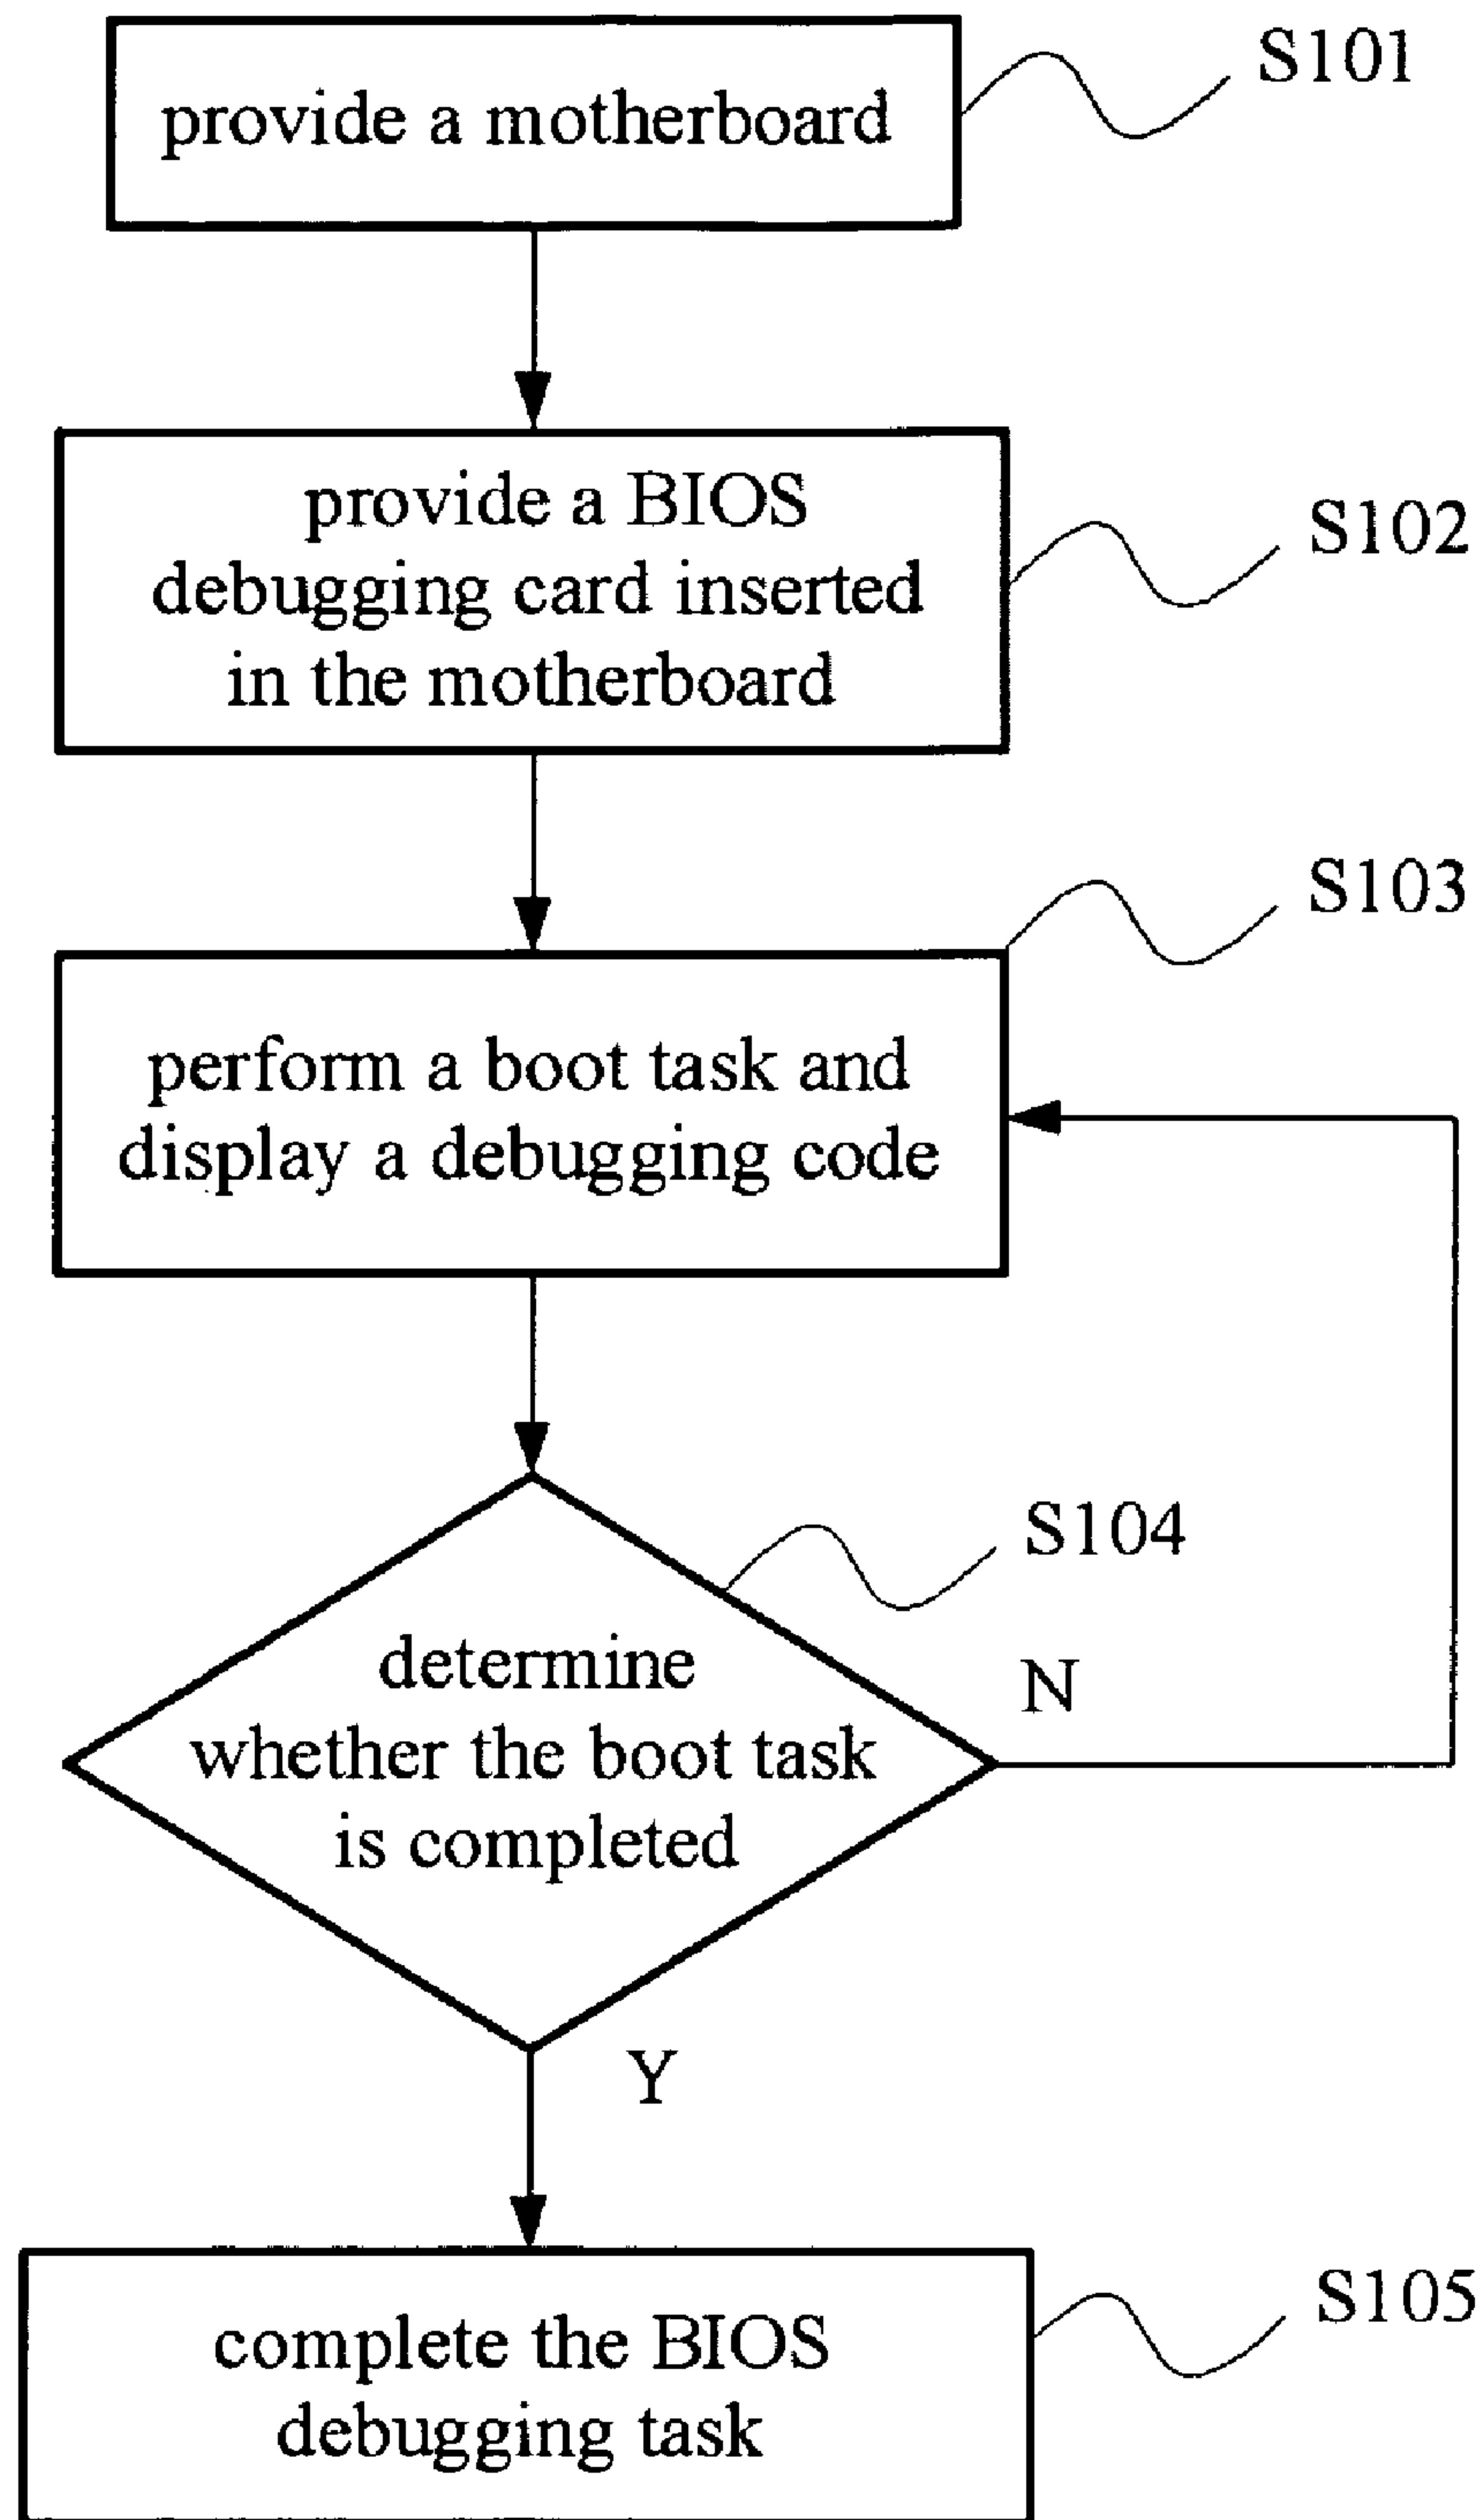 provide a motherboard
S101
provide a BIOS
debugging card inserted
in the motherboard
S102
S103
perform a boot task and
display a debugging code
S104
determine
whether the boot task
is completed
N
Y
complete the BIOS
debugging task
S105